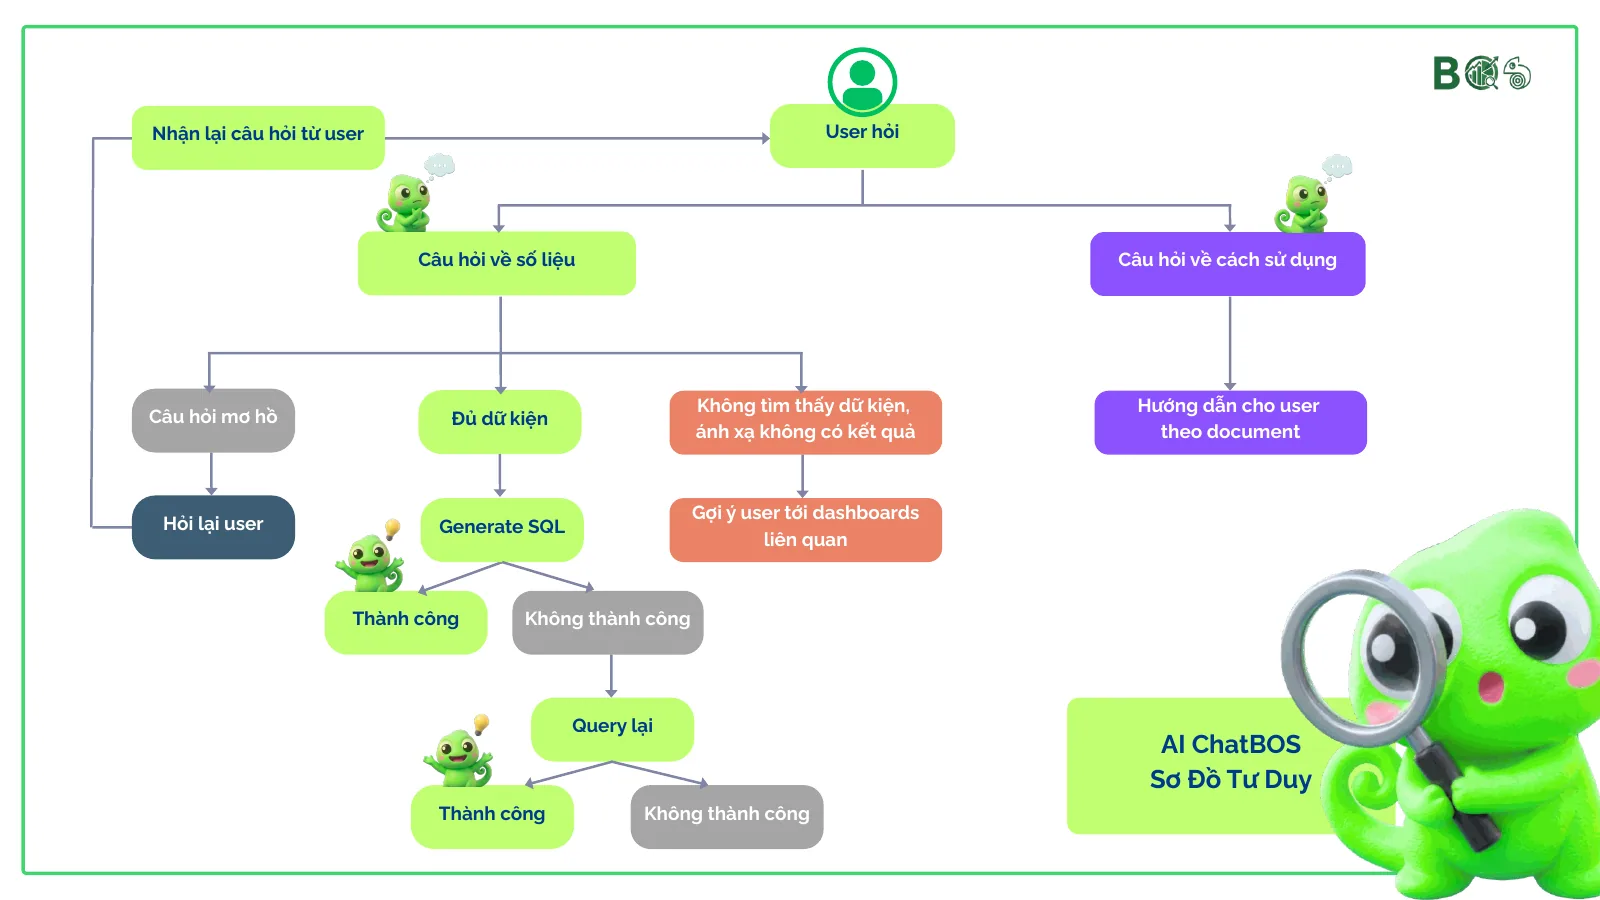 BOS
Nhận lại câu hỏi từ user
User hỏi
Câu hỏi về số liệu
Câu hỏi về cách sử dụng
Câu hỏi mơ hồ
Đủ dữ kiện
Không tìm thấy dữ kiện,
ánh xạ không có kết quả
Hướng dẫn cho user
theo document
Hỏi lại user
Generate SQL
Gợi ý user tới dashboards
liên quan
Thành công
Không thành công
Query lại
Thành công
Không thành công
AI ChatBOS
Sơ Đồ Tư Duy